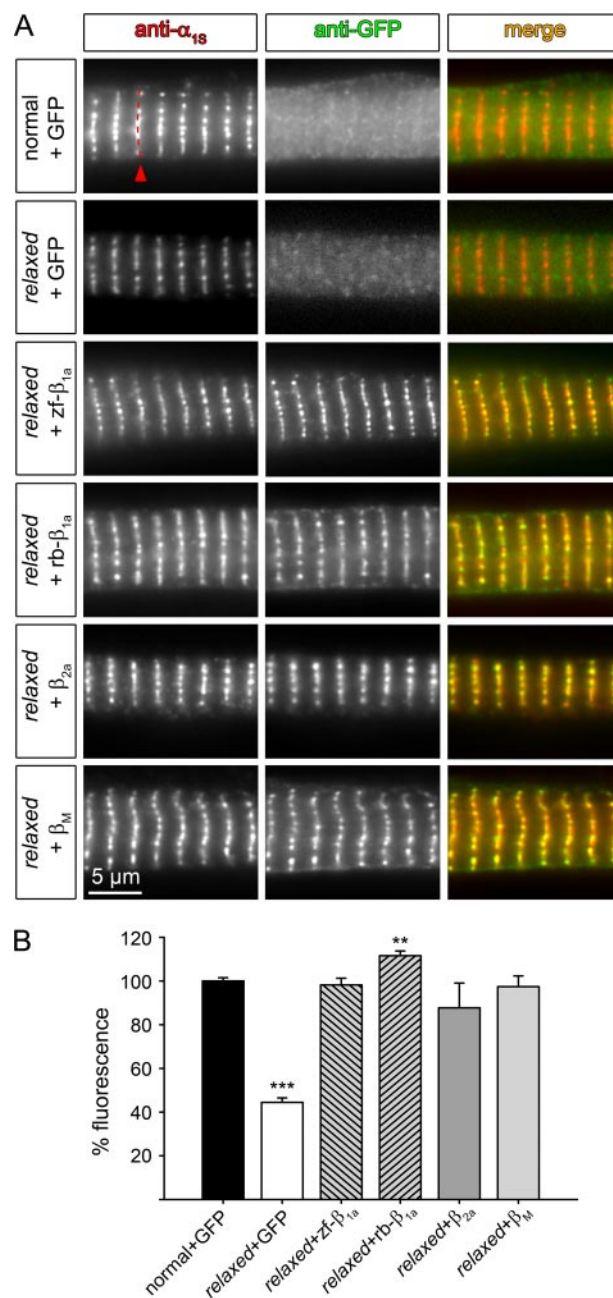 A
anti-α1S
anti-GFP
merge
normal
+ GFP
relaxed
+ GFP
relaxed
+ zf-β1a
relaxed
+ rb-β1a
relaxed
+ β2a
relaxed
+ βM
5 µm
B
% fluorescence
120
100
80
60
40
20
***
**
normal+GFP
relaxed+GFP
relaxed+zf-β1a
relaxed+rb-β1a
relaxed+β2a
relaxed+βM